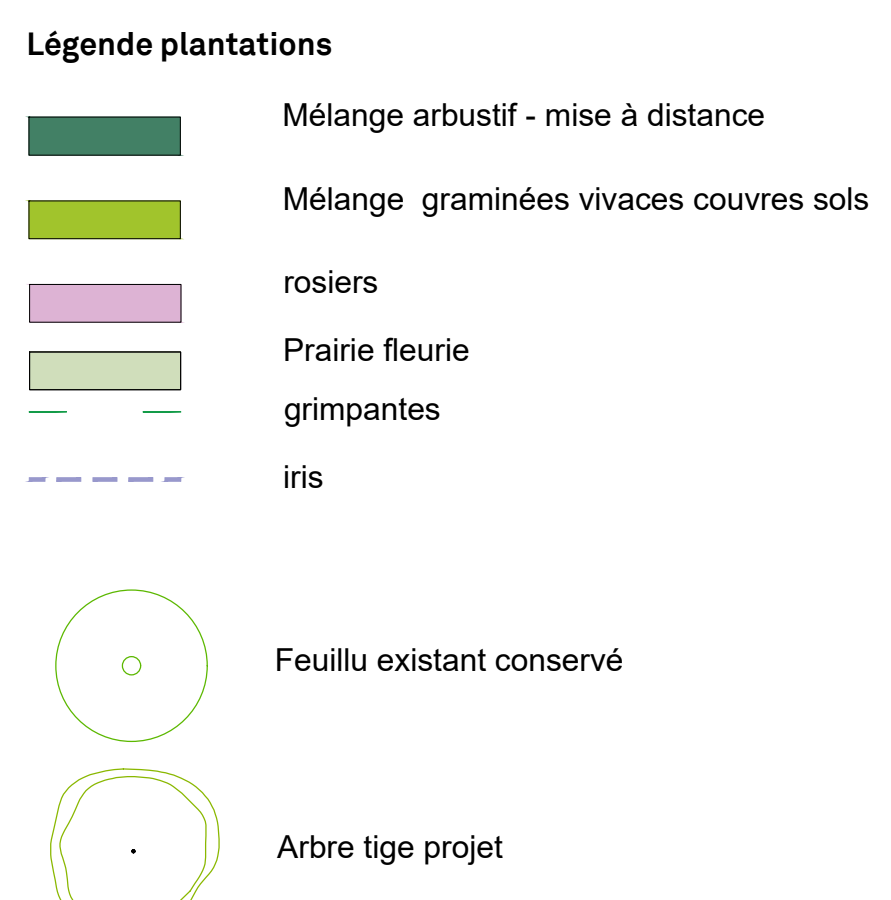 Légende plantations
Mélange arbustif - mise à distance
Mélange  graminées vivaces couvres sols
rosiers
Prairie fleurie
grimpantes
iris
Feuillu existant conservé
Arbre tige projet